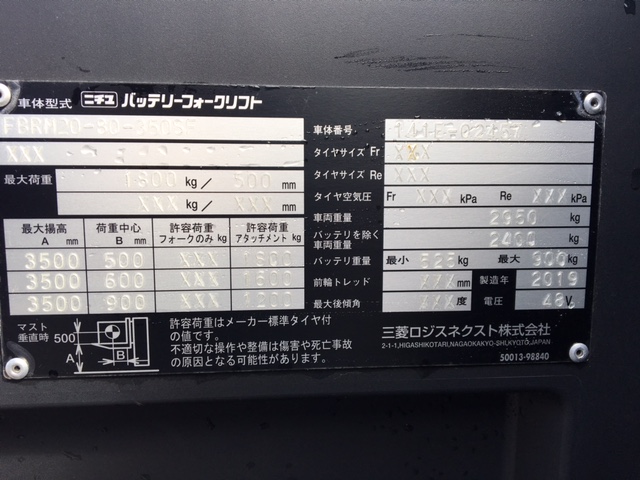 車体型式 ニチユ バッテリーフォークリフト
XXX
最大荷重 1800 kg / 500 mm
XXX kg / XXX mm
最大揚高 A mm 荷重中心 B mm 許容荷重 フォークのみ kg 許容荷重 アタッチメント kg
3500 500 XXX 1800
3500 600 XXX 1600
3500 900 XXX 1200
マスト垂直時 500 A B
許容荷重はメーカー標準タイヤ付
の値です。
不適切な操作や整備は傷害や死亡事故
の原因となる可能性があります。
車体番号
タイヤサイズ Fr XXX
タイヤサイズ Re XXX
タイヤ空気圧 Fr XXX kPa Re XXX kPa
車両重量 2950 kg
バッテリを除く車両重量 kg
バッテリ重量 最小 525 kg 最大 900 kg
前輪トレッド XXX mm 製造年 2019
最大後傾角 XXX 度 電圧 48 V
三菱ロジスネクスト株式会社
2-1-1,HIGASHIKOTARI,NAGAOKAKYO-SHI,KYOTO,JAPAN
50013-98840